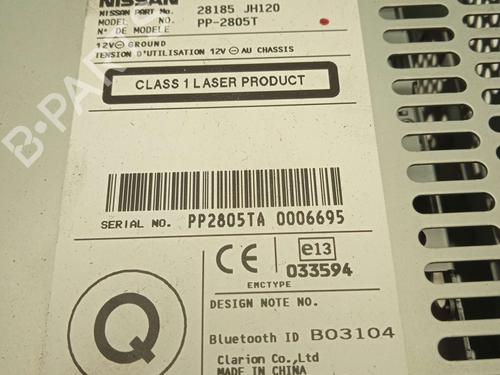 NISSAN
NISSAN PART No. 28185 JH120
MODEL NO. PP-2805T
N° DE MODELE
12V⊖ GROUND
TENSION D'UTILISATION 12V ⊖ AU CHASSIS
CLASS 1 LASER PRODUCT
SERIAL NO. PP2805TA 0006695
CE e13
033594
EMCTYPE
DESIGN NOTE NO.
Q
Bluetooth ID B03104
Clarion Co.,Ltd
MADE IN CHINA
B-PARTS